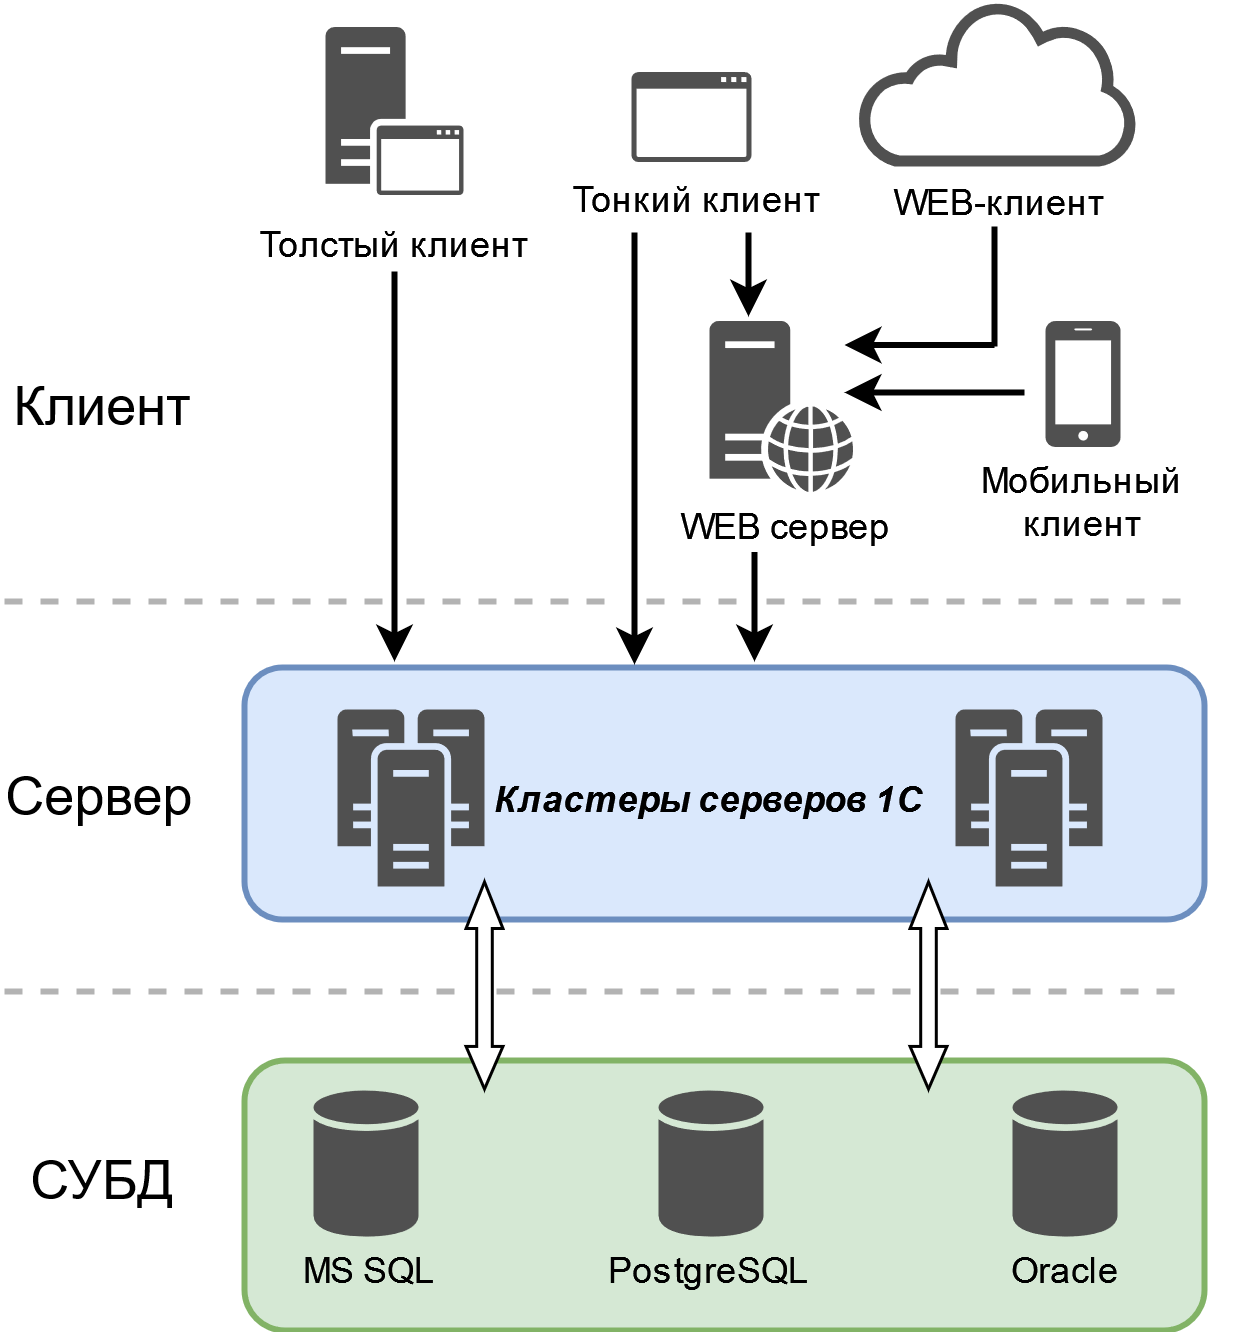 Толстый клиент
Тонкий клиент
WEB-клиент
Клиент
WEB сервер
Мобильный
клиент
Сервер
Кластеры серверов 1С
СУБД
MS SQL
PostgreSQL
Oracle